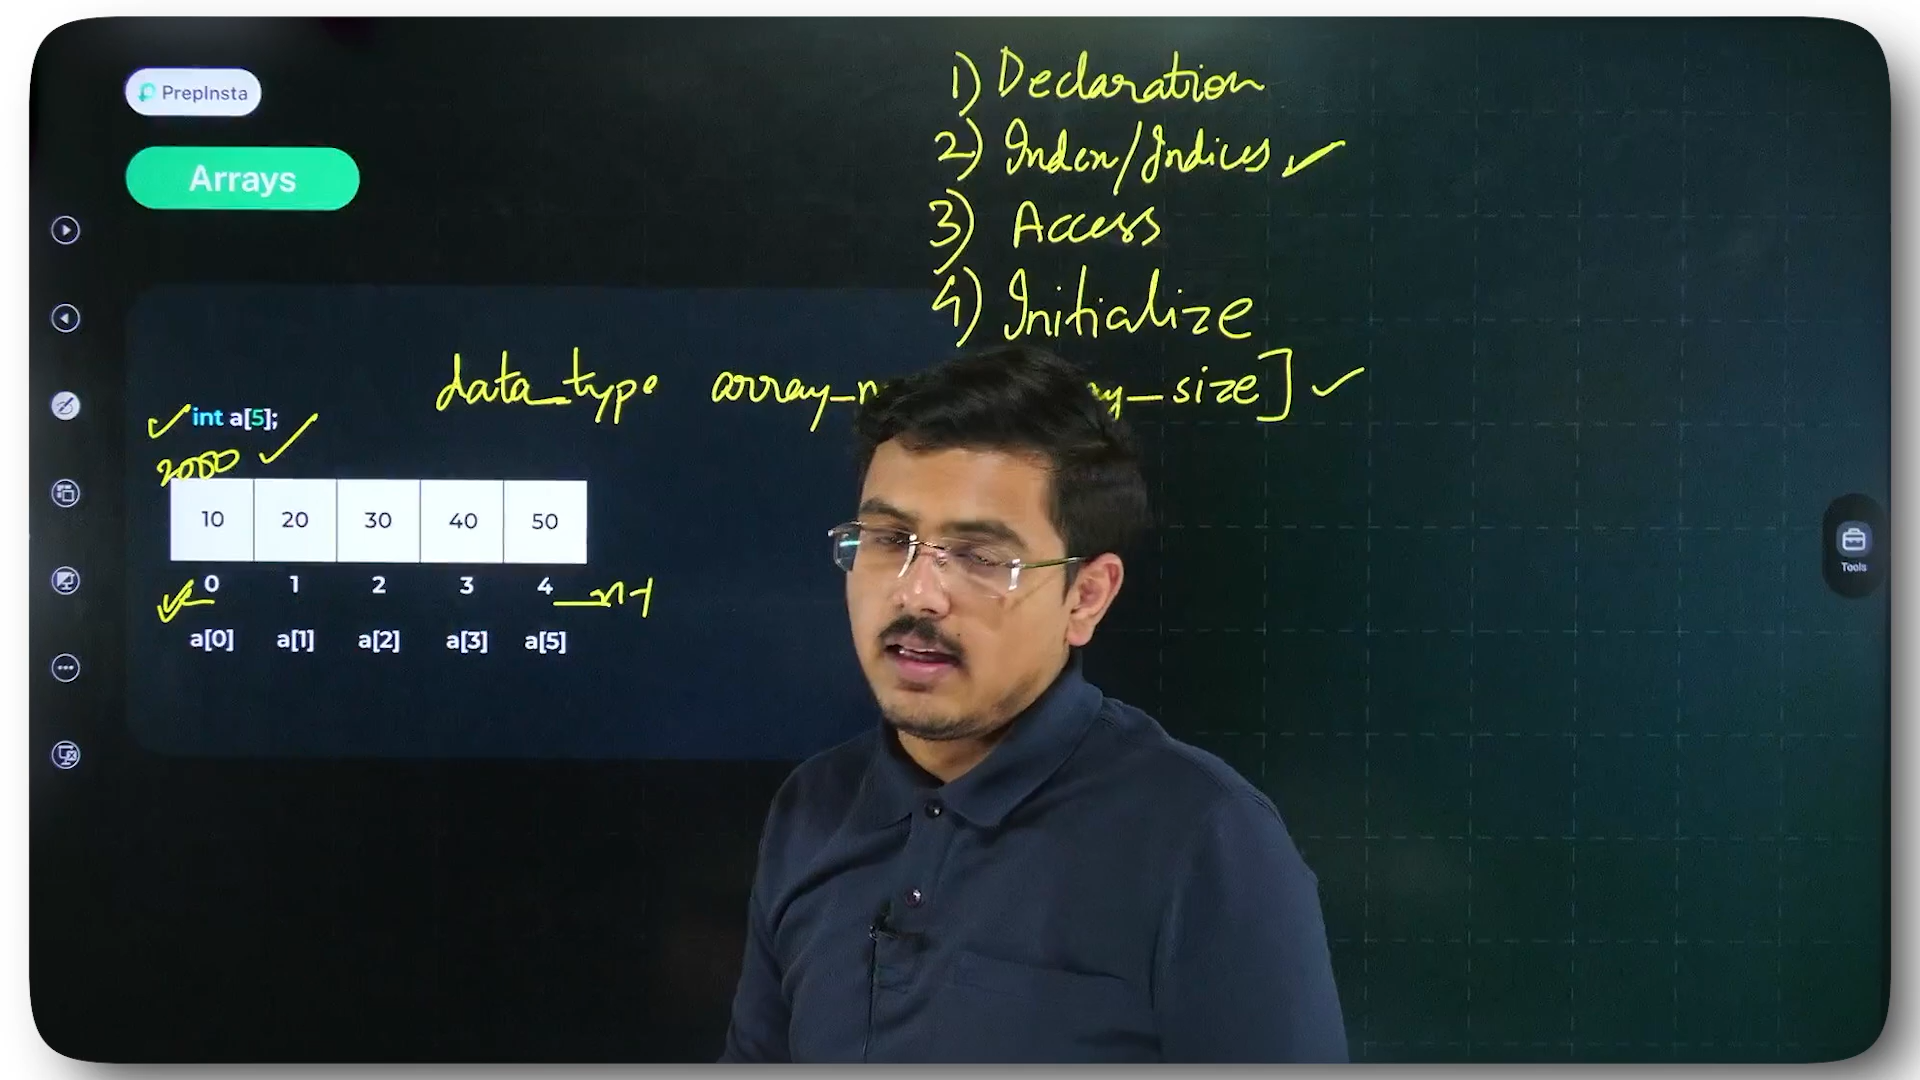 PrepInsta
Arrays
1) Declaration
2) Index/Indices
3) Access
4) Initialize
data_type size]
int a[5];
2000
10 20 30 40 50
0 1 2 3 4 n-1
a[0] a[1] a[2] a[3] a[5]
Tools